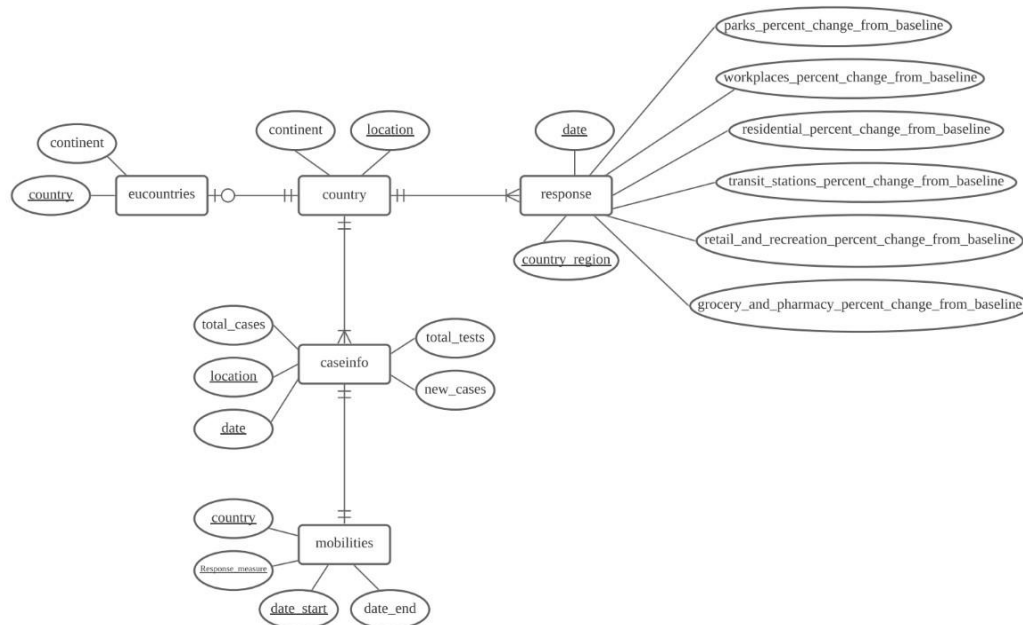 parks_percent_change_from_baseline
workplaces_percent_change_from_baseline
continent
location
date
residential_percent_change_from_baseline
continent
country
eucountries
country
response
transit_stations_percent_change_from_baseline
retail_and_recreation_percent_change_from_baseline
country_region
grocery_and_pharmacy_percent_change_from_baseline
total_cases
total_tests
caseinfo
location
new_cases
date
country
mobilities
Response_measure
date_start
date_end